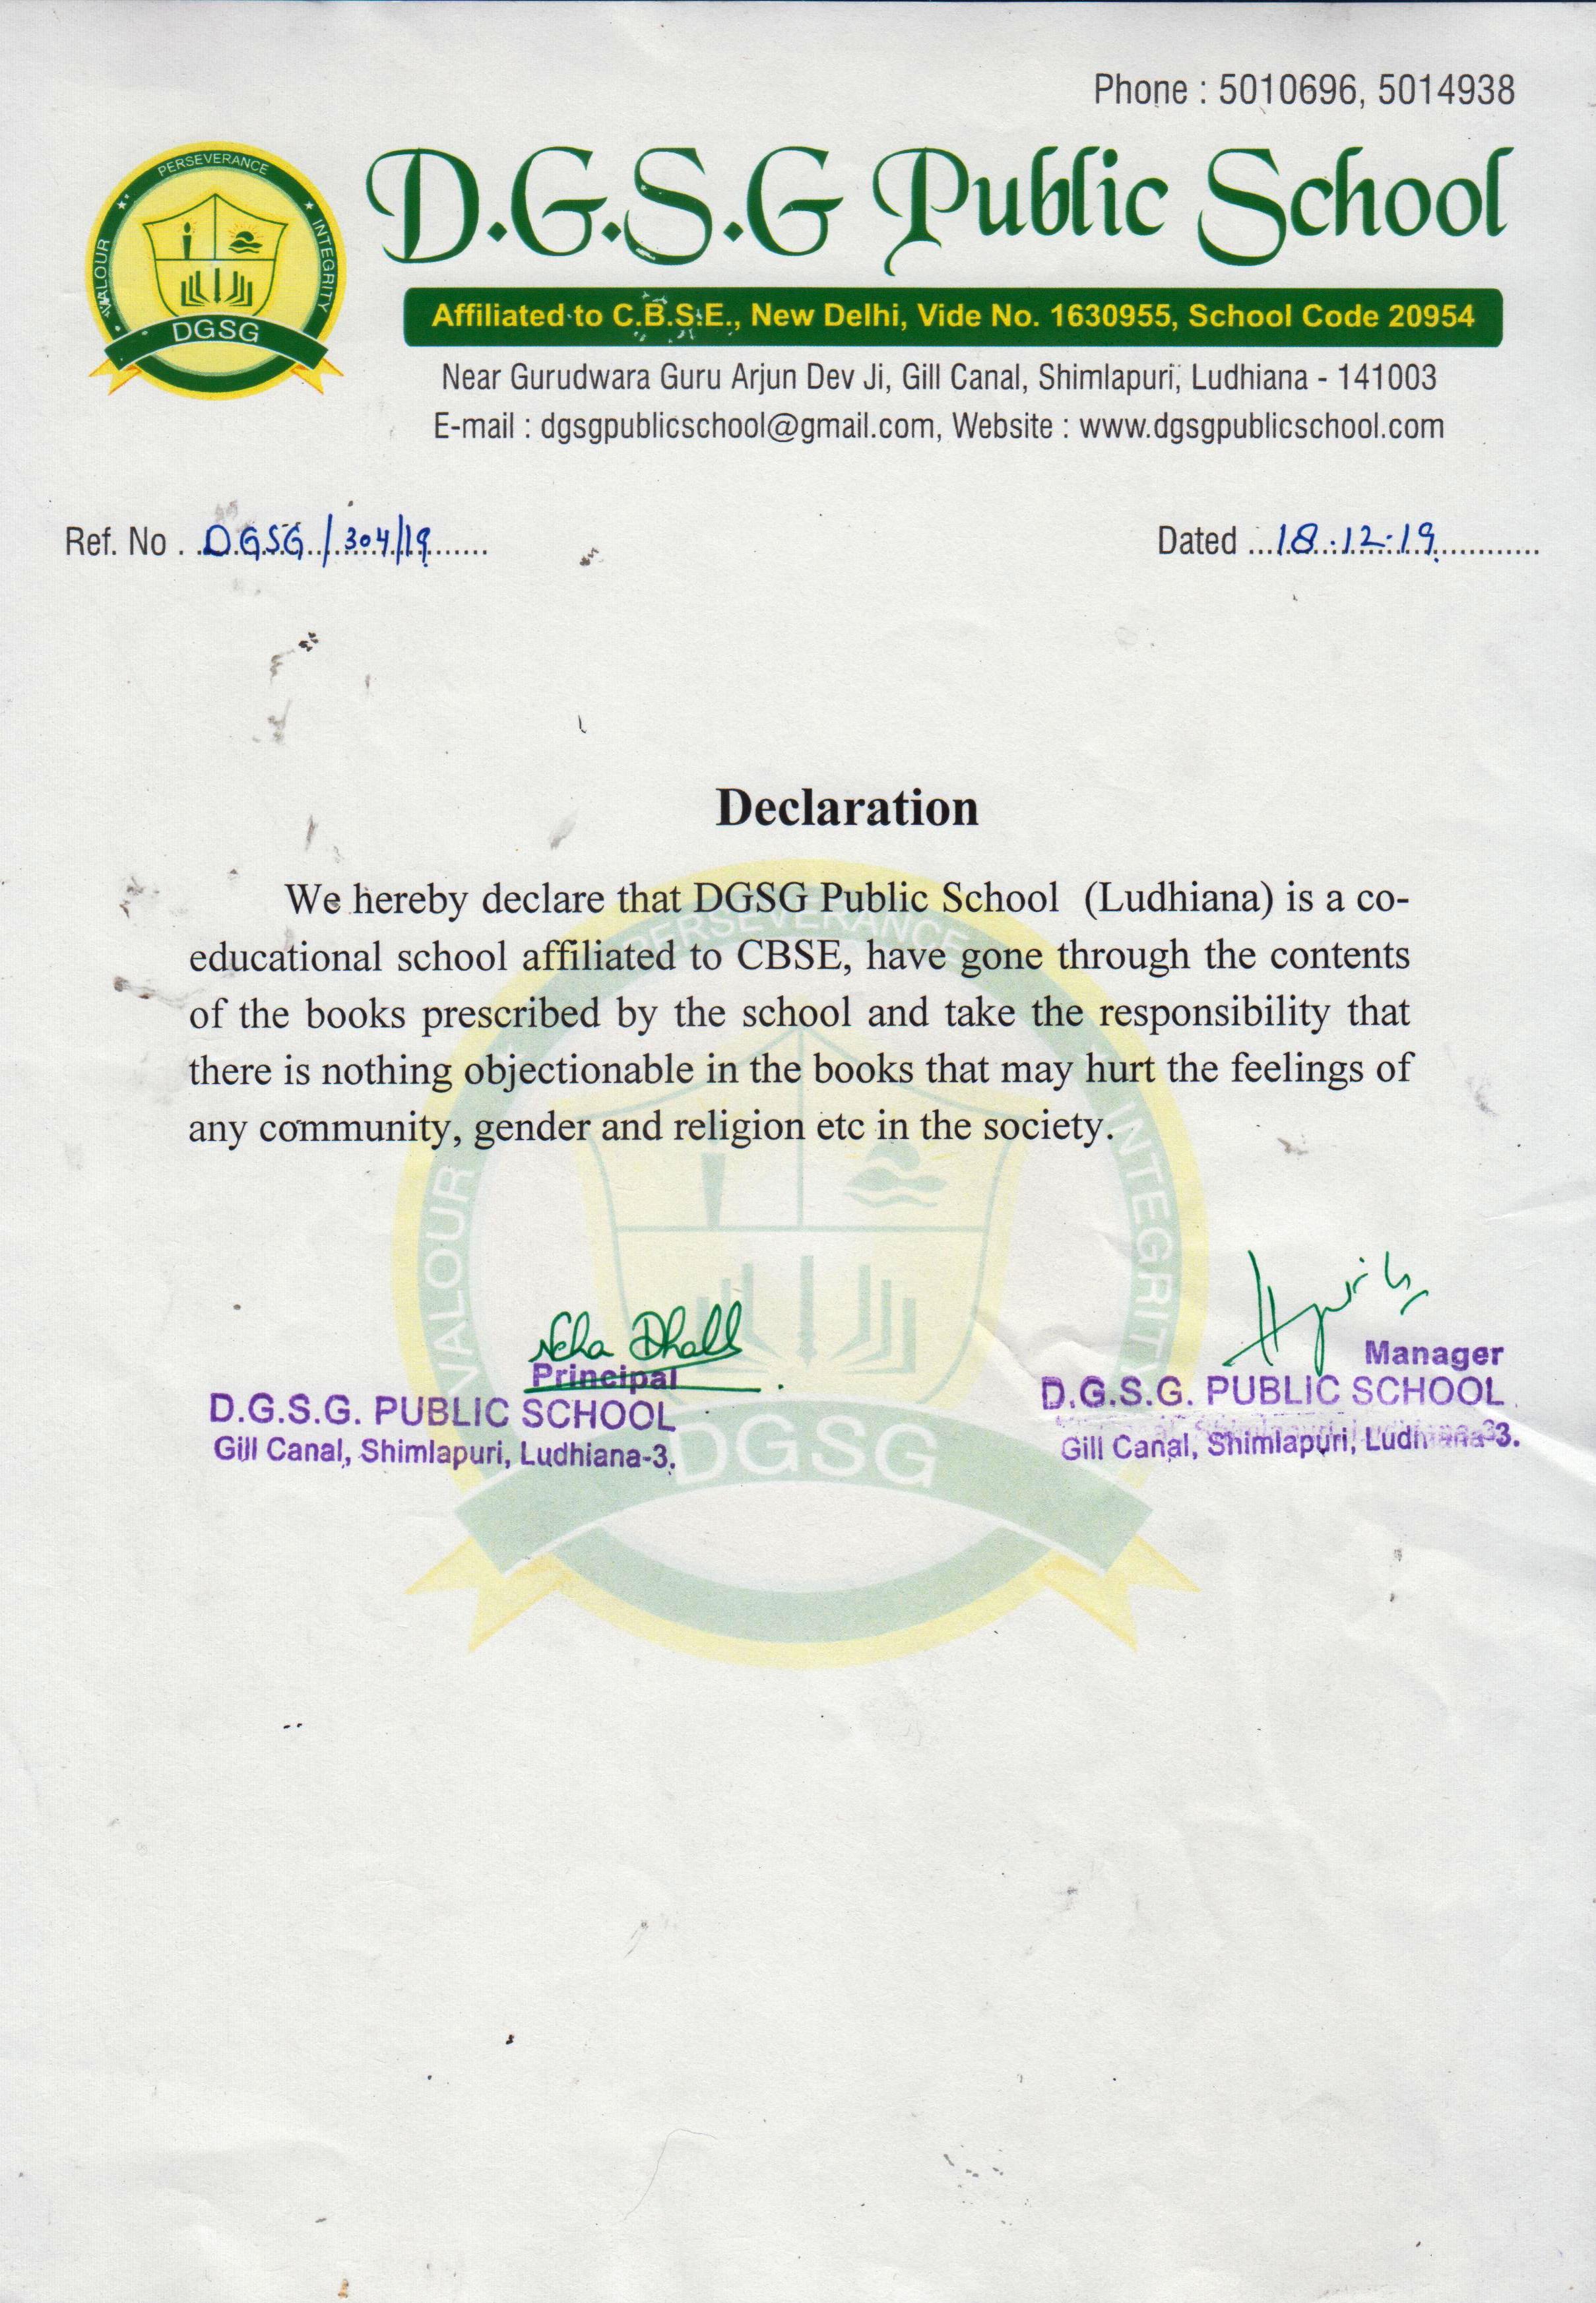 Phone : 5010696, 5014938
PERSEVERANCE
VALOUR
INTEGRITY
DGSG
D.G.S.G Public School
Affiliated to C.B.S.E., New Delhi, Vide No. 1630955, School Code 20954
Near Gurudwara Guru Arjun Dev Ji, Gill Canal, Shimlapuri, Ludhiana - 141003
E-mail : dgsgpublicschool@gmail.com, Website : www.dgsgpublicschool.com
Ref. No . DGSG/304/19
Dated ...18.12.19
Declaration
We hereby declare that DGSG Public School (Ludhiana) is a co-
educational school affiliated to CBSE, have gone through the contents
of the books prescribed by the school and take the responsibility that
there is nothing objectionable in the books that may hurt the feelings of
any community, gender and religion etc in the society.
PERSEVERANCE
VALOUR
INTEGRITY
DGSG
Neha Dhall
Principal
D.G.S.G. PUBLIC SCHOOL
Gill Canal, Shimlapuri, Ludhiana-3.
Manager
D.G.S.G. PUBLIC SCHOOL
Gill Canal, Shimlapuri, Ludhiana-3.